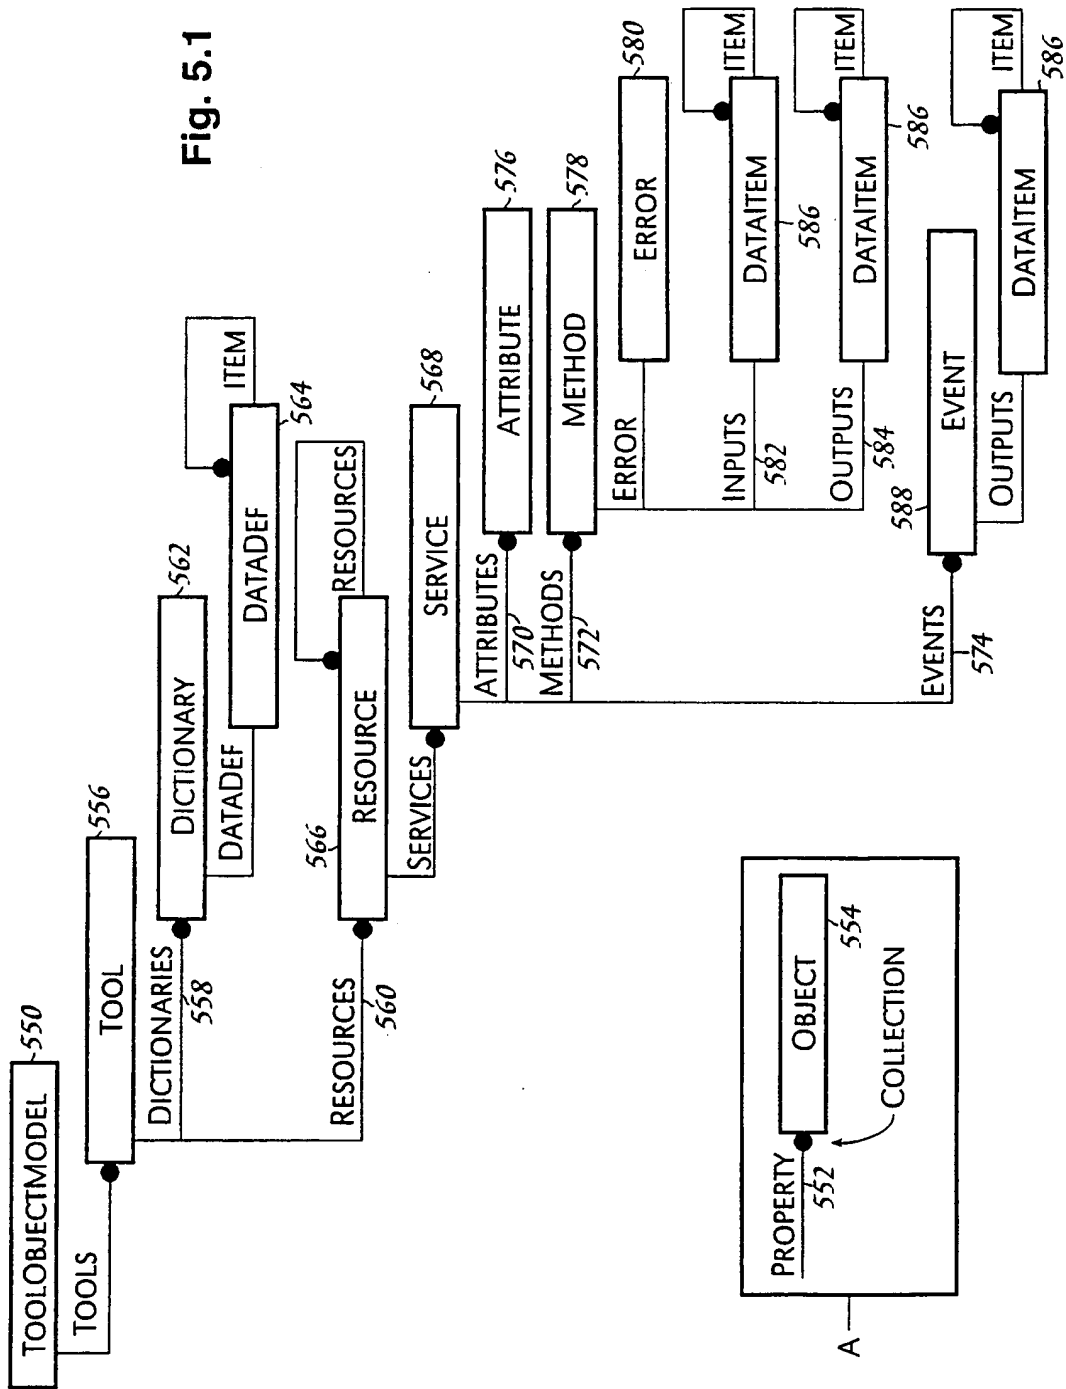 Fig. 5.1
TOOLOBJECTMODEL
550
TOOLS
TOOL
556
DICTIONARIES
558
DICTIONARY
562
DATADEF
DATADEF
564
ITEM
RESOURCES
560
RESOURCE
566
RESOURCES
SERVICES
SERVICE
568
ATTRIBUTES
570
ATTRIBUTE
576
METHODS
572
METHOD
578
ERROR
ERROR
580
INPUTS
582
DATAITEM
586
ITEM
OUTPUTS
584
DATAITEM
586
ITEM
EVENTS
574
EVENT
588
OUTPUTS
DATAITEM
586
ITEM
A
PROPERTY
552
OBJECT
554
COLLECTION